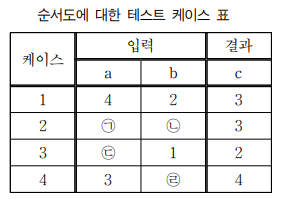 순서도에 대한 테스트 케이스 표
케이스 입력 결과
a b c
1 4 2 3
2 ㉠ ㉡ 3
3 ㉢ 1 2
4 3 ㉣ 4